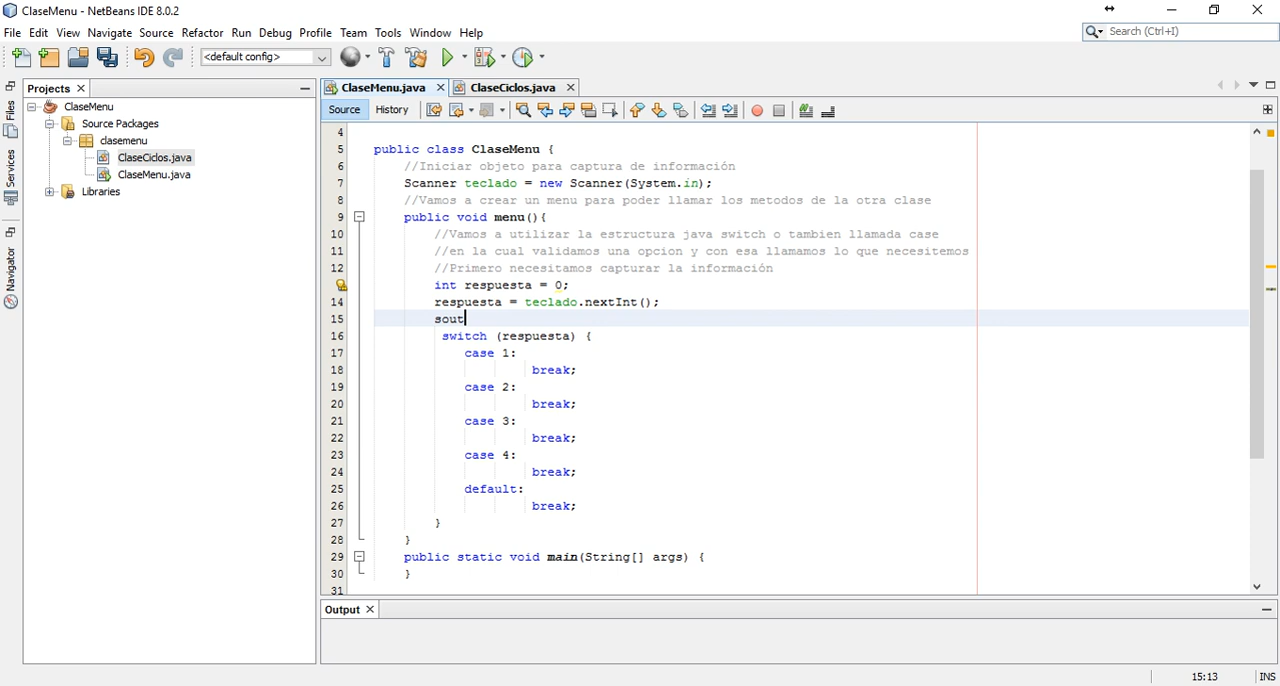 ClaseMenu - NetBeans IDE 8.0.2
File Edit View Navigate Source Refactor Run Debug Profile Team Tools Window Help
Search (Ctrl+I)
<default config>
Projects
ClaseMenu.java
ClaseCiclos.java
Source History
Files
Services
Navigator
ClaseMenu
Source Packages
clasemenu
ClaseCiclos.java
ClaseMenu.java
Libraries
4
5 public class ClaseMenu {
6 //Iniciar objeto para captura de información
7 Scanner teclado = new Scanner(System.in);
8 //Vamos a crear un menu para poder llamar los metodos de la otra clase
9 public void menu(){
10 //Vamos a utilizar la estructura java switch o tambien llamada case
11 //en la cual validamos una opcion y con esa llamamos lo que necesitemos
12 //Primero necesitamos capturar la información
int respuesta = 0;
14 respuesta = teclado.nextInt();
15 sout
16 switch (respuesta) {
17 case 1:
18 break;
19 case 2:
20 break;
21 case 3:
22 break;
23 case 4:
24 break;
25 default:
26 break;
27 }
28 }
29 public static void main(String[] args) {
30 }
31
Output
15:13 INS